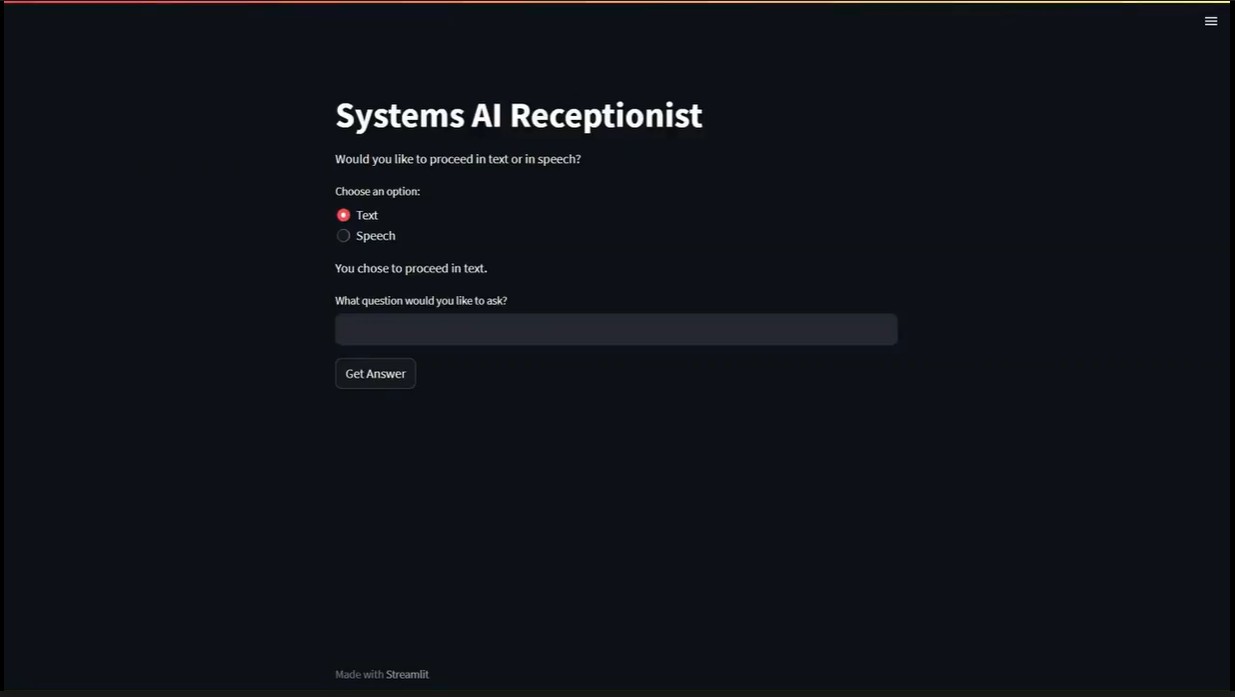 Systems AI Receptionist
Would you like to proceed in text or in speech?
Choose an option:
Text
Speech
You chose to proceed in text.
What question would you like to ask?
Get Answer
Made with Streamlit